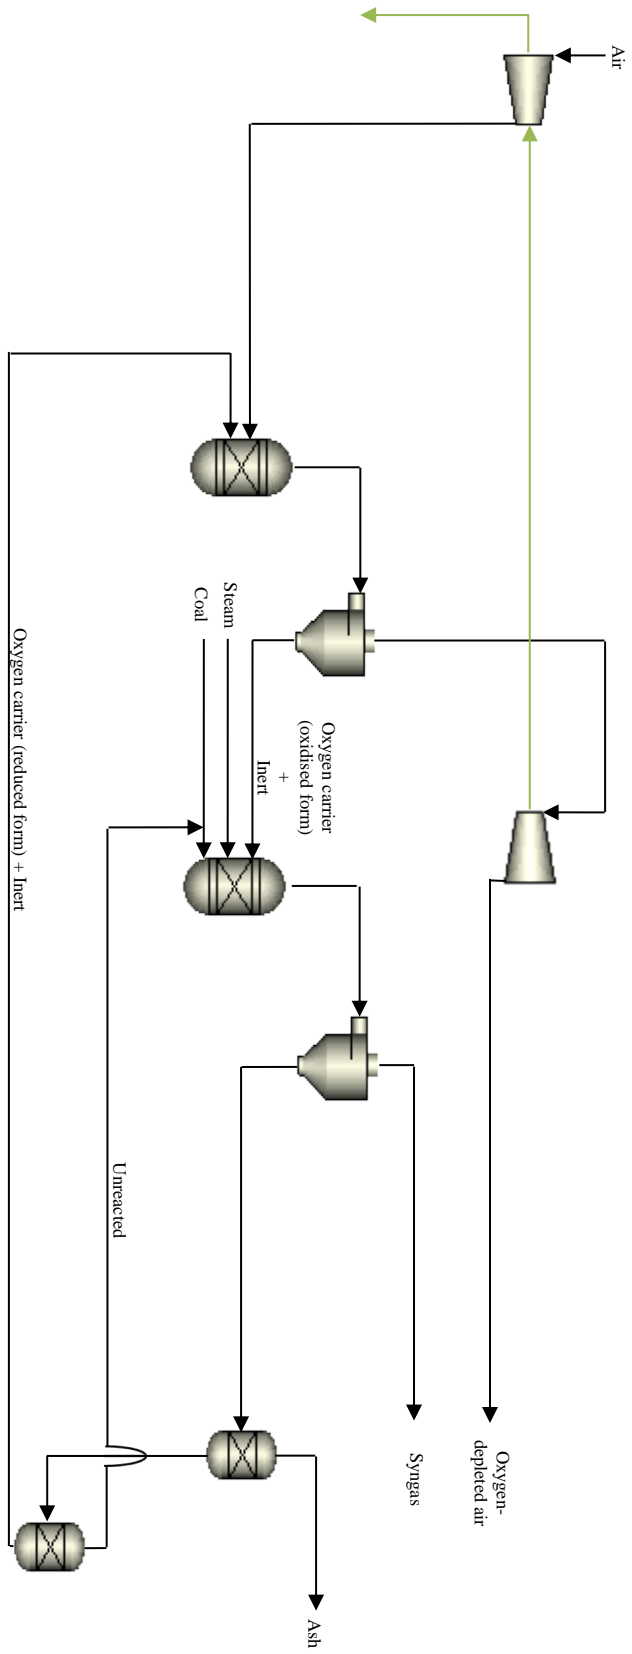 Air
Steam
Coal
Oxygen carrier
(oxidised form)
+
Inert
Oxygen carrier (reduced form) + Inert
Unreacted
Oxygen-
depleted air
Syngas
Ash